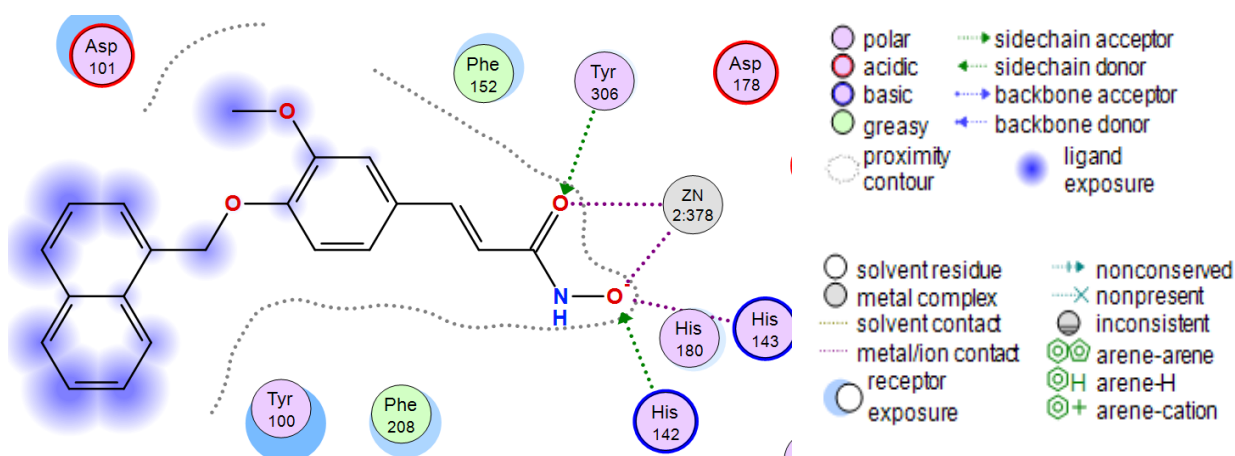 Asp
101
Phe
152
Tyr
306
Asp
178
O
O
O
ZN
2:378
N
H
O
-
His
180
His
143
Tyr
100
Phe
208
His
142
polar
acidic
basic
greasy
proximity
contour
sidechain acceptor
sidechain donor
backbone acceptor
backbone donor
ligand
exposure
solvent residue
metal complex
solvent contact
metal/ion contact
receptor
exposure
nonconserved
nonpresent
inconsistent
arene-arene
H arene-H
+ arene-cation